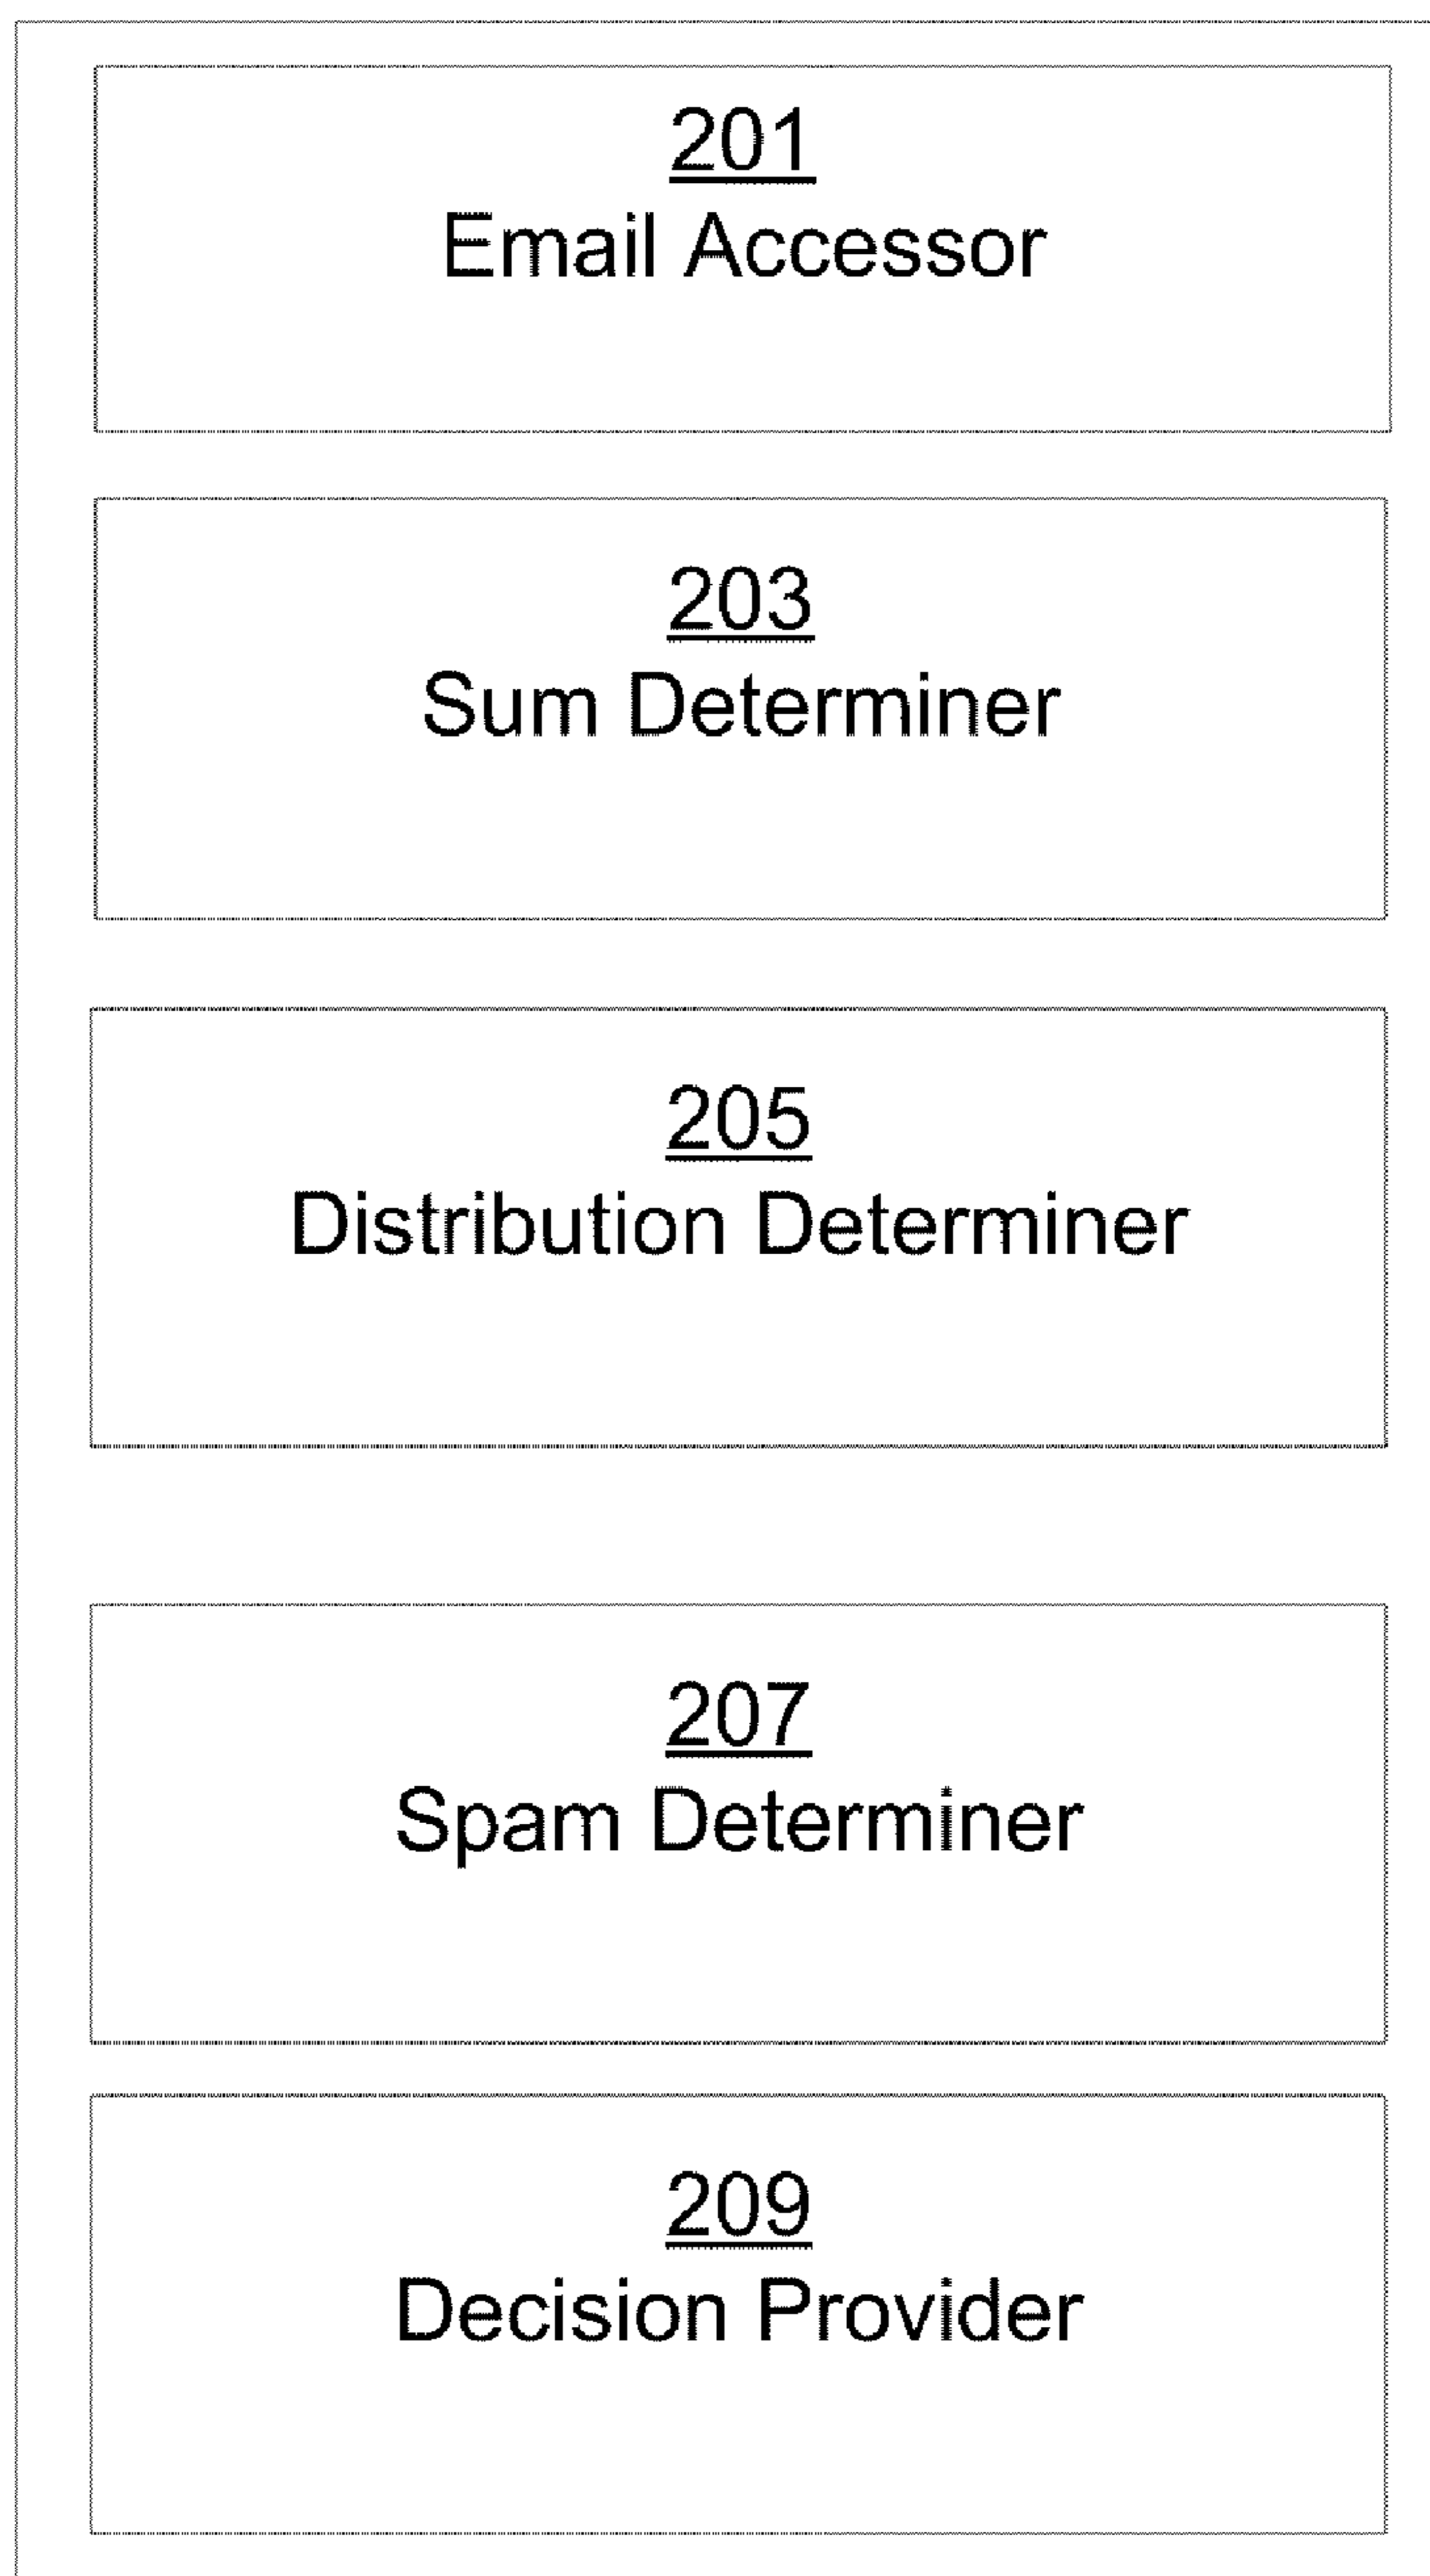 201
Email Accessor
203
Sum Determiner
205
Distribution Determiner
207
Spam Determiner
209
Decision Provider